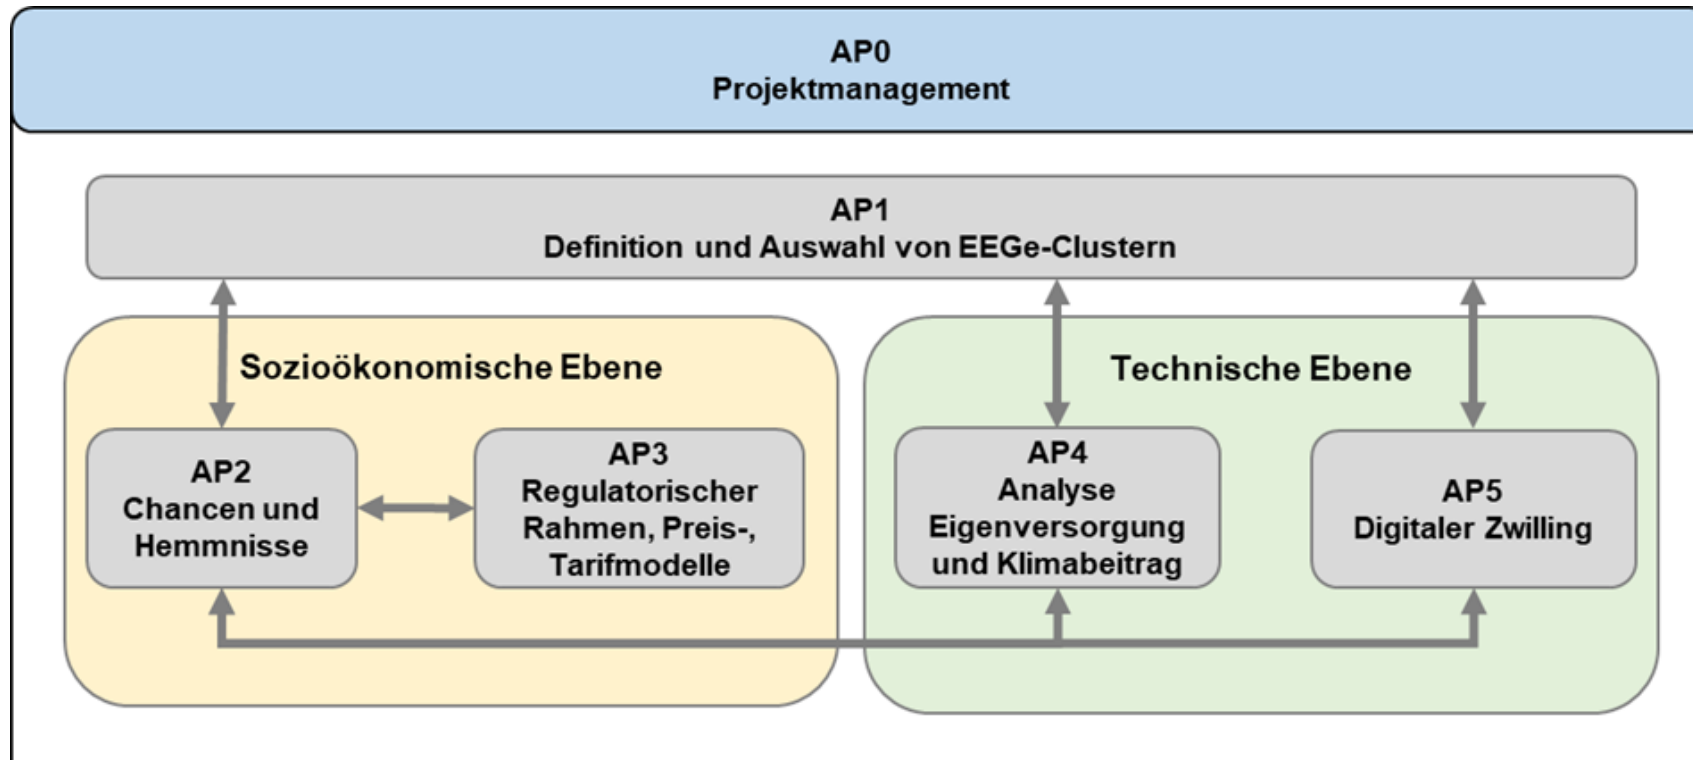 AP0
Projektmanagement
AP1
Definition und Auswahl von EEGe-Clustern
Sozioökonomische Ebene
AP2
Chancen und
Hemmnisse
AP3
Regulatorischer
Rahmen, Preis-,
Tarifmodelle
Technische Ebene
AP4
Analyse
Eigenversorgung
und Klimabeitrag
AP5
Digitaler Zwilling